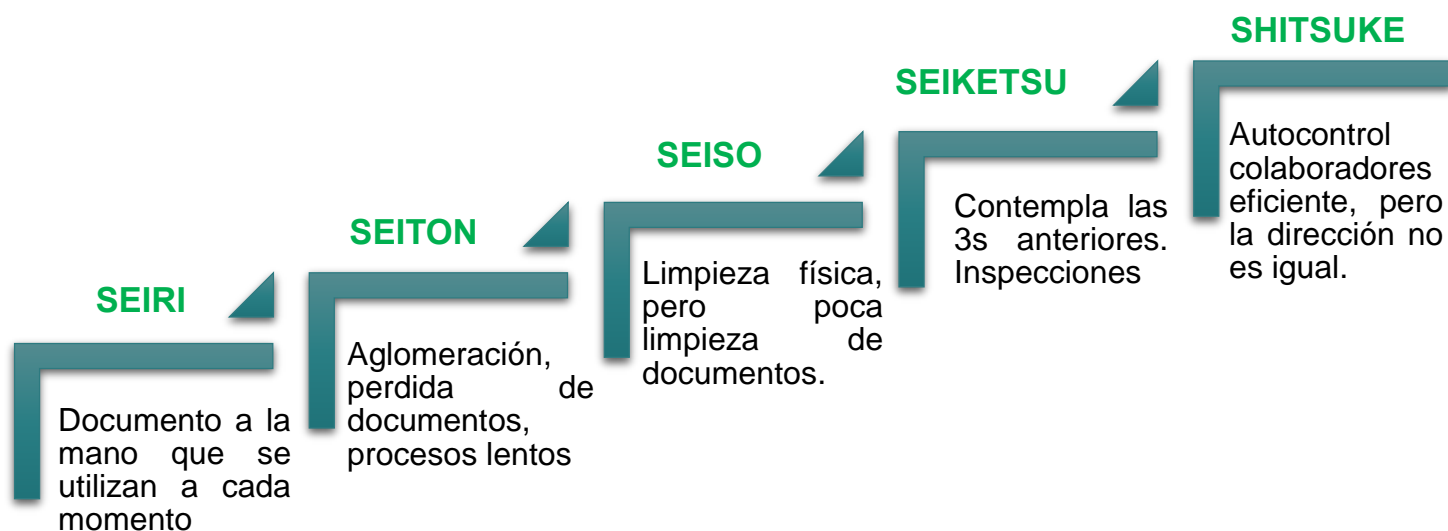 SEIRI
Documento a la
mano que se
utilizan a cada
momento
SEITON
Aglomeración,
perdida de
documentos,
procesos lentos
SEISO
Limpieza física,
pero poca
limpieza de
documentos.
SEIKETSU
Contempla las
3s anteriores.
Inspecciones
SHITSUKE
Autocontrol
colaboradores
eficiente, pero
la dirección no
es igual.